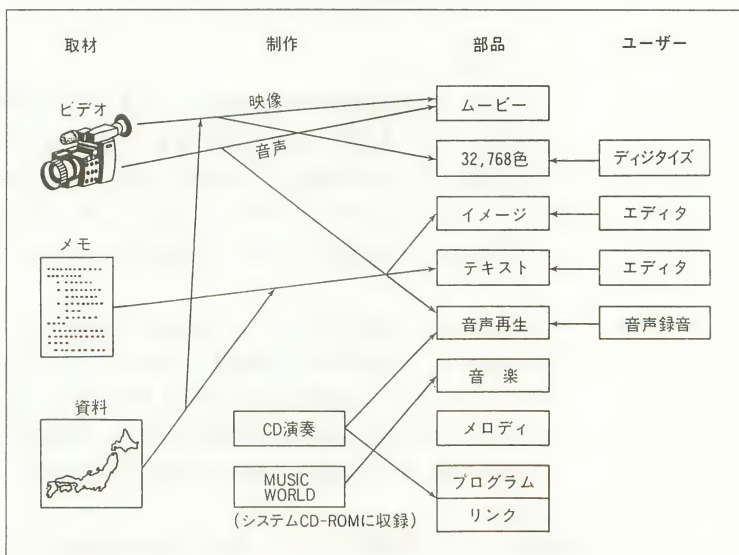 取材
制作
部品
ユーザー
ビデオ
映像
音声
ムービー
32,768色
ディジタイズ
イメージ
エディタ
メモ
テキスト
エディタ
音声再生
音声録音
音 楽
資料
CD演奏
メロディ
MUSIC
WORLD
プログラム
リンク
(システムCD-ROMに収録)